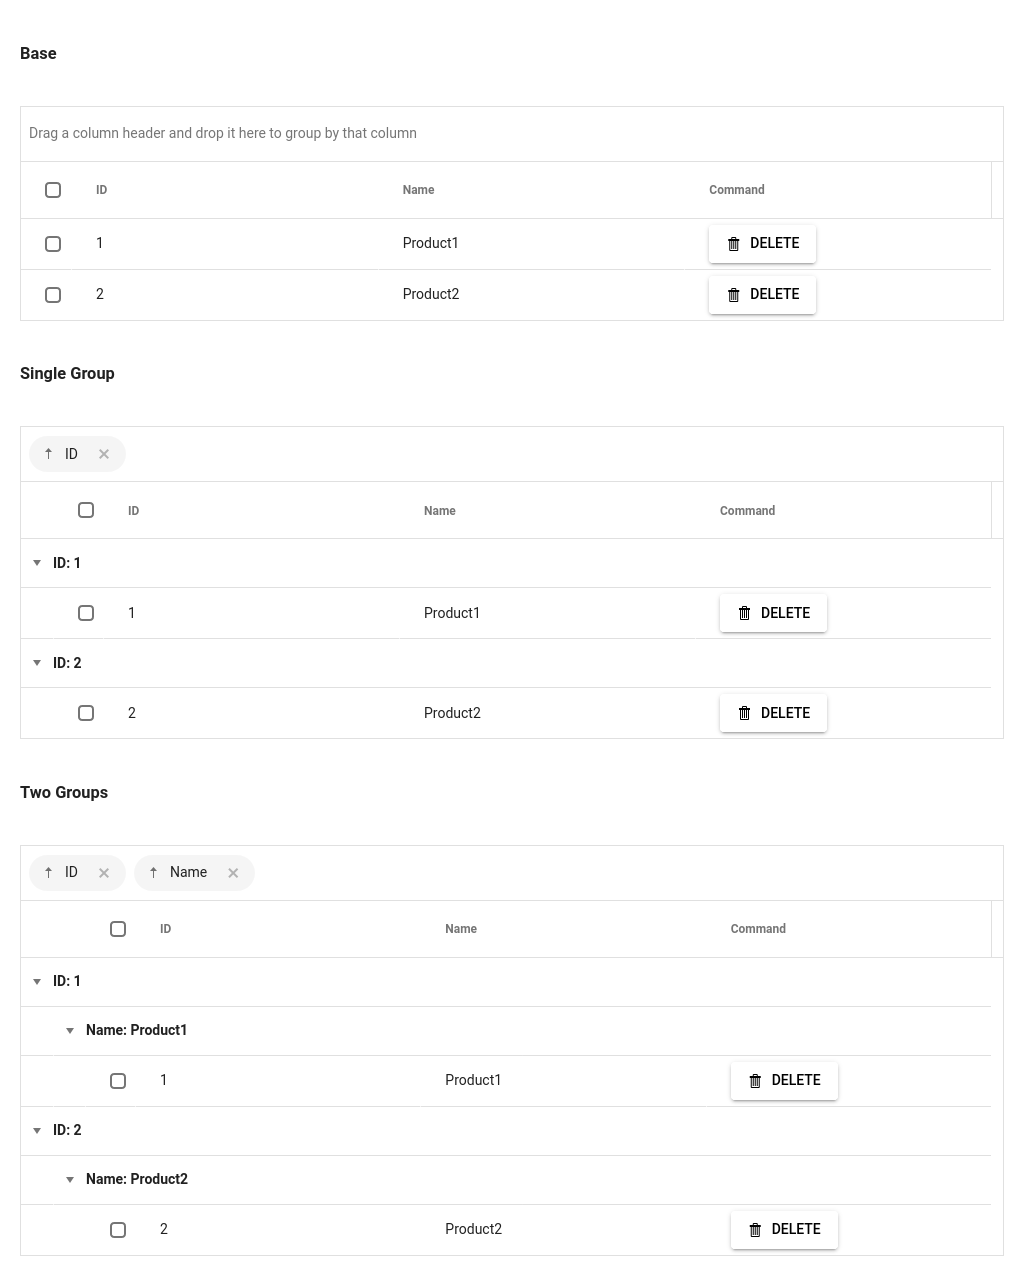 Base
Drag a column header and drop it here to group by that column
ID Name Command
1 Product1 DELETE
2 Product2 DELETE
Single Group
ID
ID Name Command
ID: 1
1 Product1 DELETE
ID: 2
2 Product2 DELETE
Two Groups
ID Name
ID Name Command
ID: 1
Name: Product1
1 Product1 DELETE
ID: 2
Name: Product2
2 Product2 DELETE